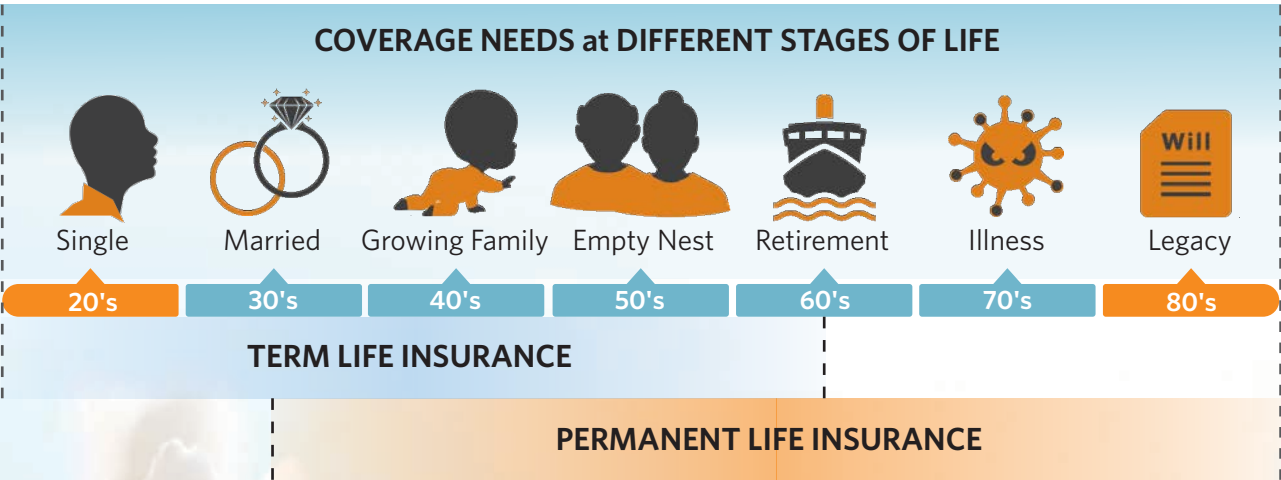 COVERAGE NEEDS at DIFFERENT STAGES OF LIFE
Will
Single Married Growing Family Empty Nest Retirement Illness Legacy
20's 30's 40's 50's 60's 70's 80's
TERM LIFE INSURANCE
PERMANENT LIFE INSURANCE